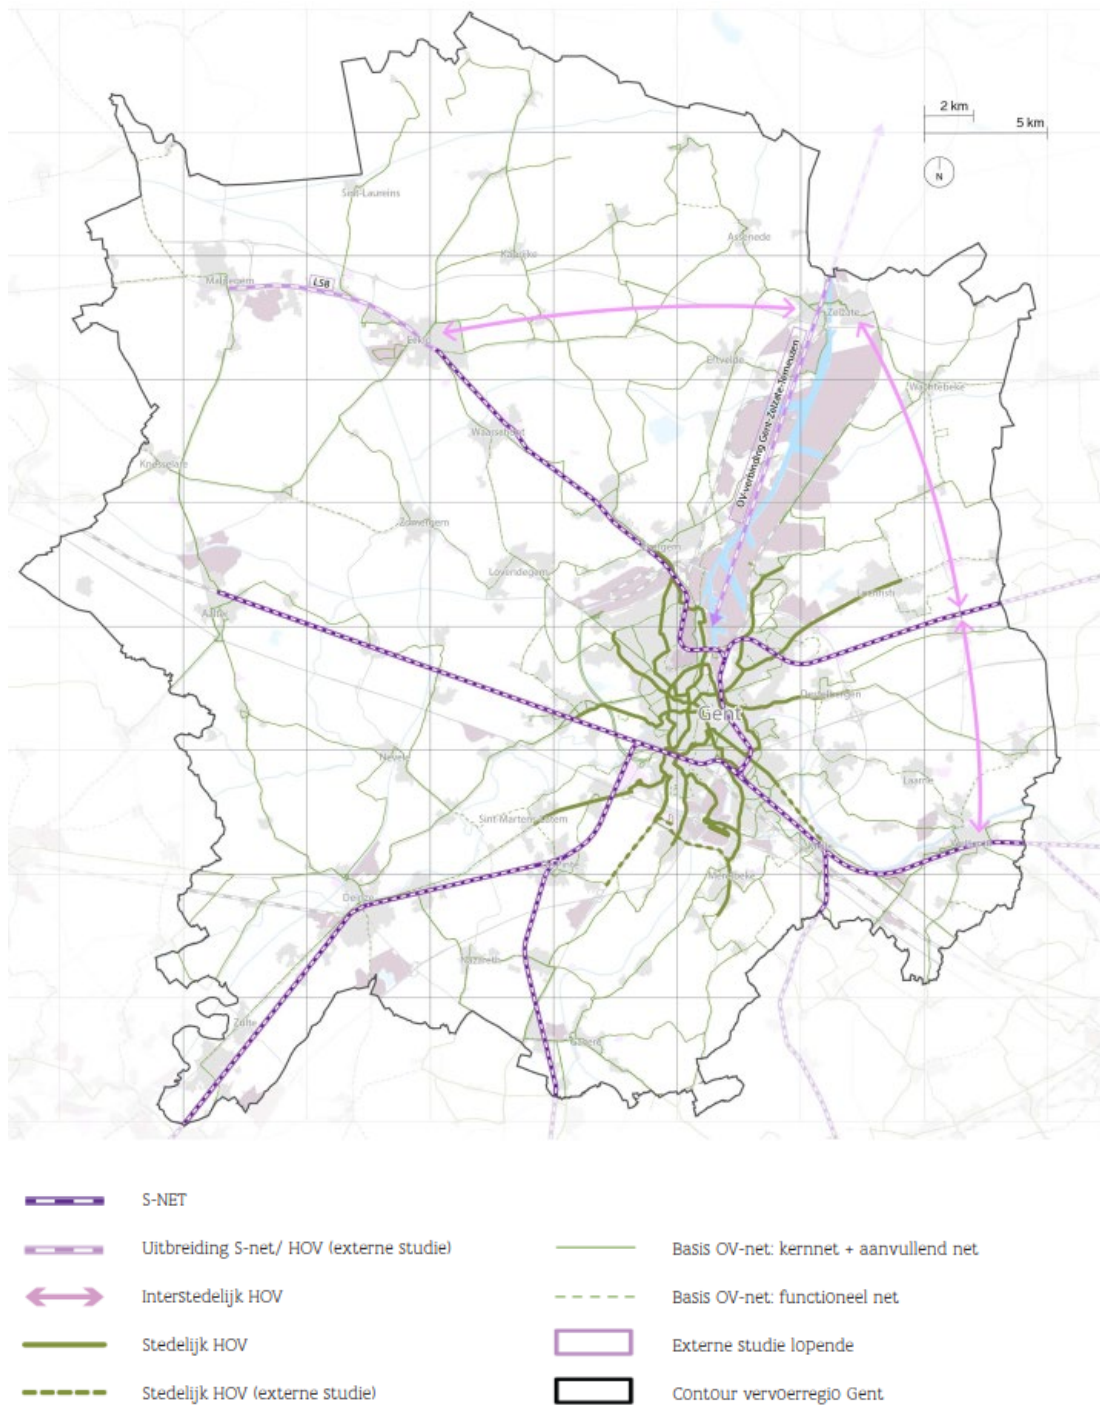 2 km
5 km
N
Sint-Laureins
Assenede
Kaprijke
Maldegem
L58
Zelzate
Eeklo
Ertvelde
OV-verbinding Gent-Zelzate-Terneuzen
Wachtebeke
Waarschoot
Knesselare
Zomergem
Evergem
Lovendegem
Lochristi
Aalter
Destelbergen
Gent
Nevele
Laarne
Sint-Martens-Latem
Merelbeke
Deinze
Nazareth
Zulte
Gavere
S-NET
Uitbreiding S-net/ HOV (externe studie)
Interstedelijk HOV
Stedelijk HOV
Stedelijk HOV (externe studie)
Basis OV-net: kernnet + aanvullend net
Basis OV-net: functioneel net
Externe studie lopende
Contour vervoerregio Gent